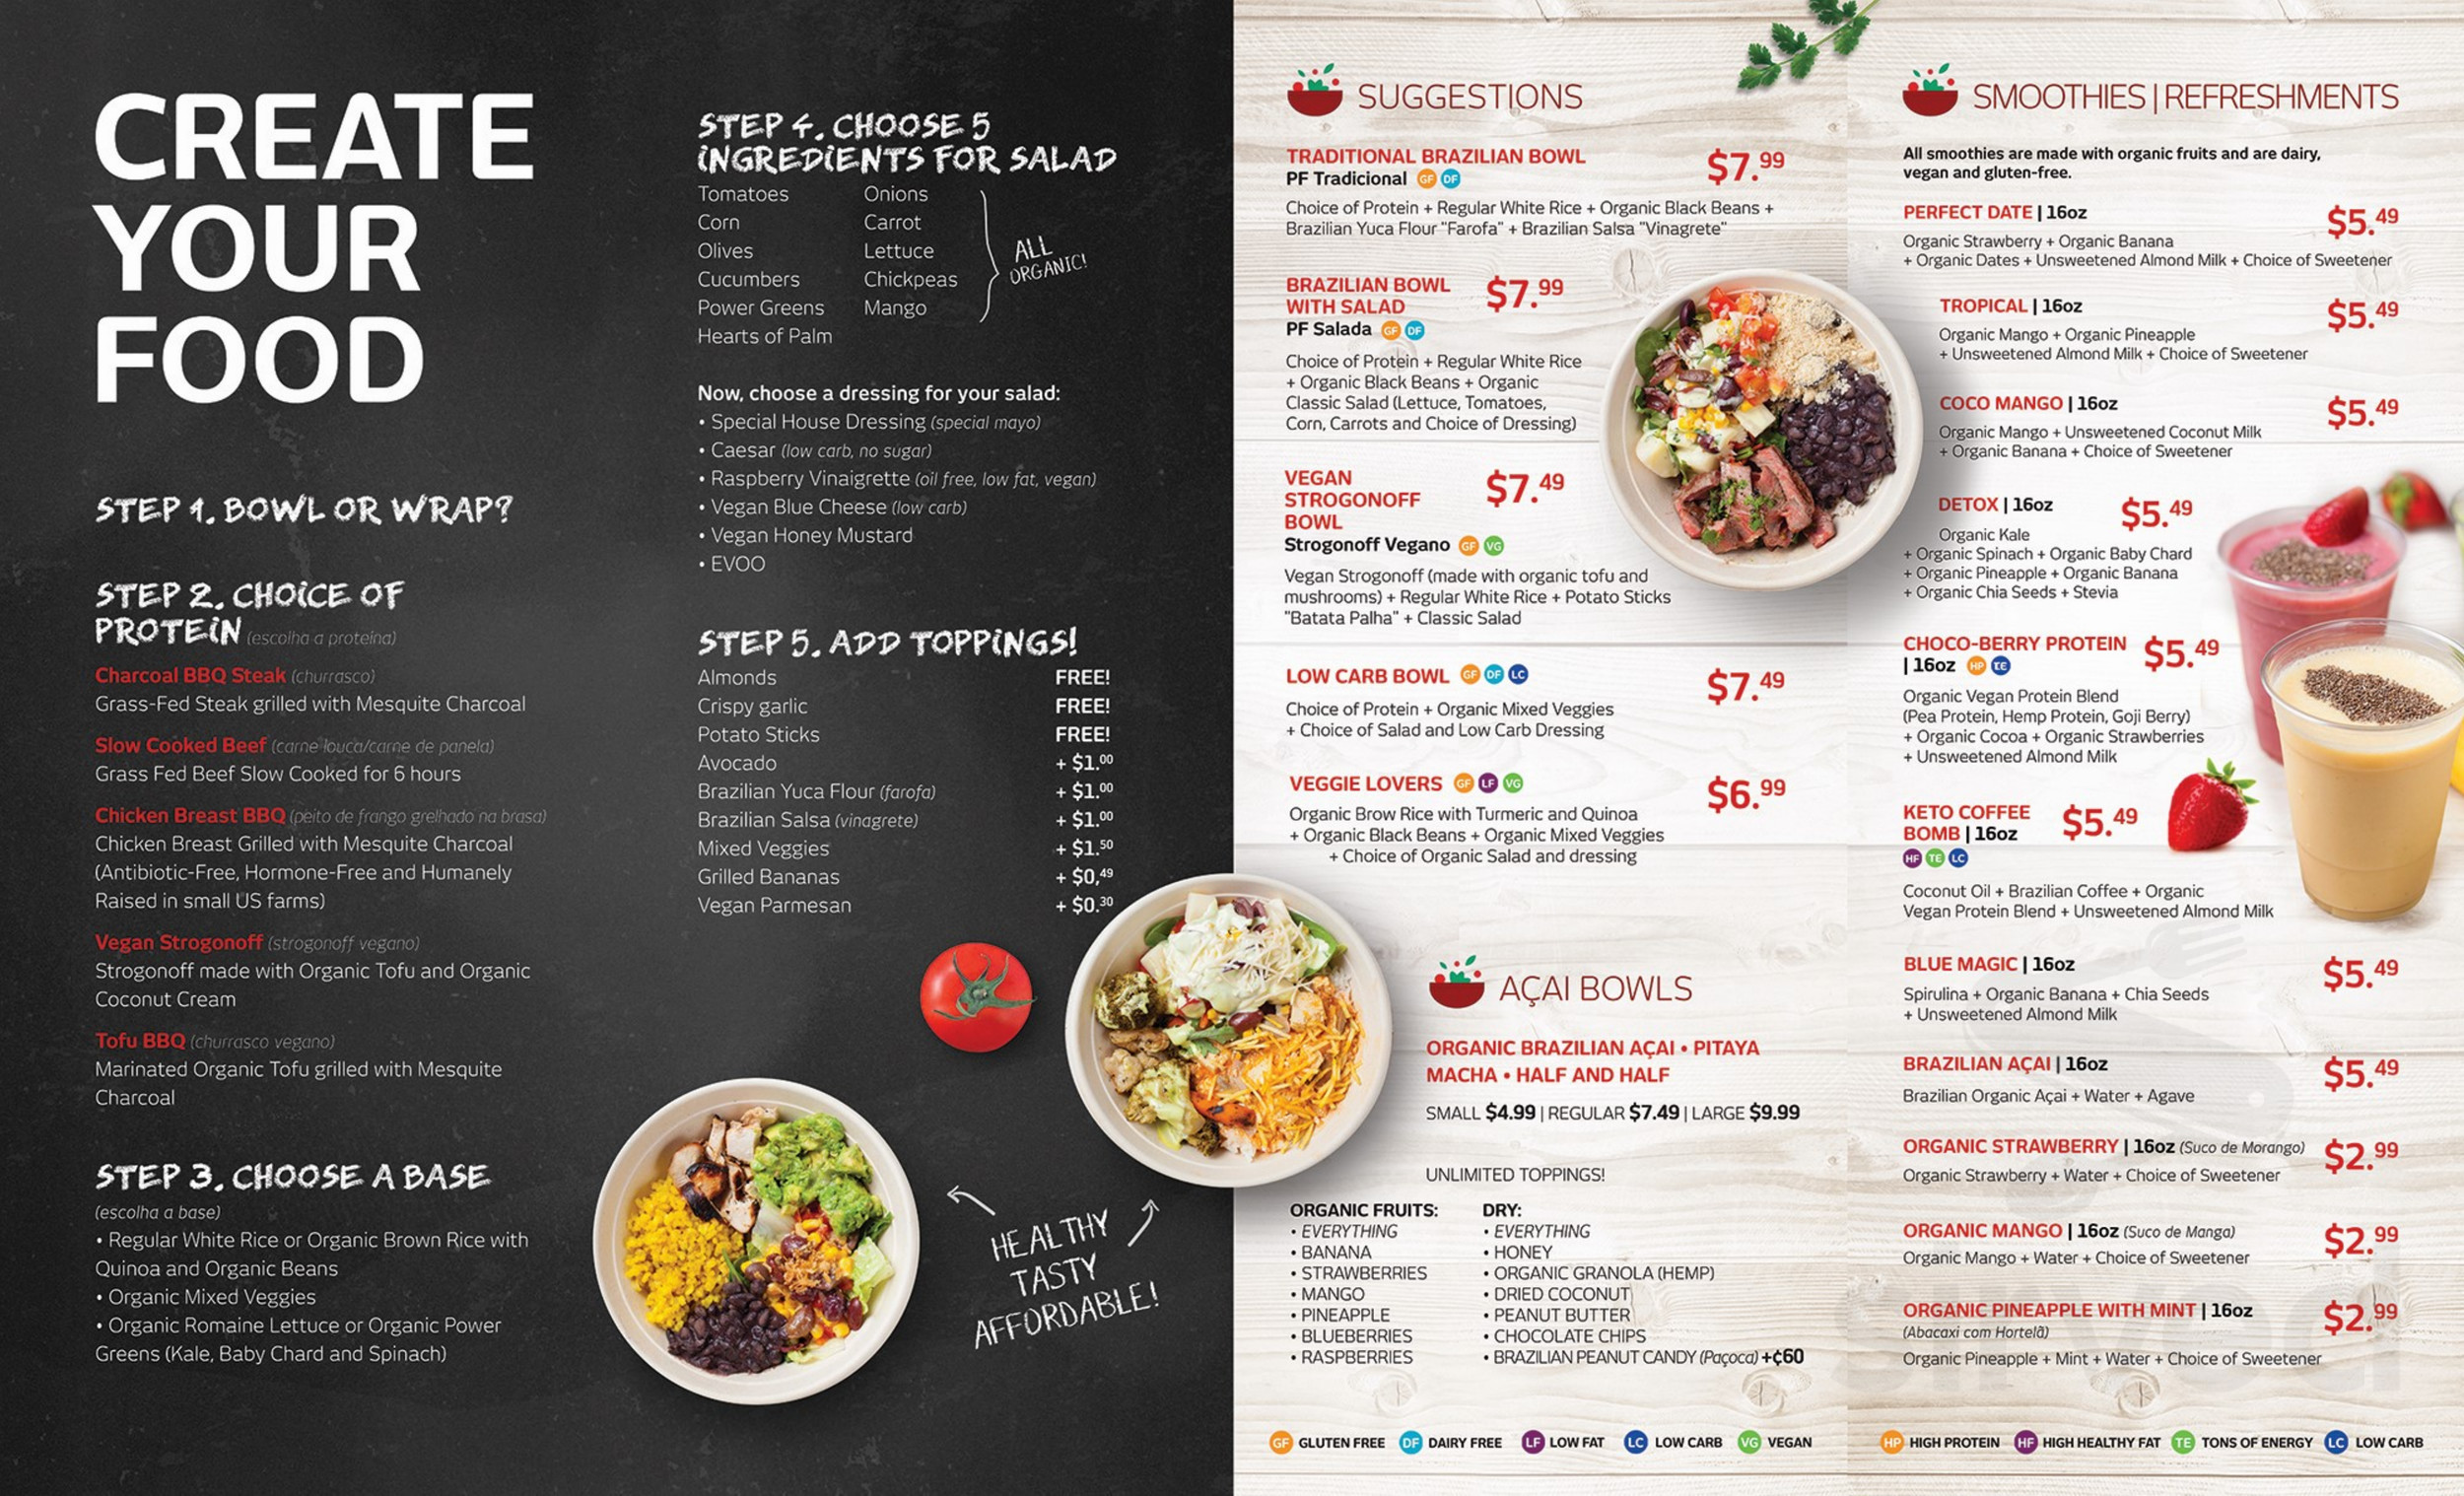 CREATE
YOUR
FOOD
STEP 1. BOWL OR WRAP?
STEP 2. CHOICE OF
PROTEIN (escolha a proteína)
Charcoal BBQ Steak (churrasco)
Grass-Fed Steak grilled with Mesquite Charcoal
Slow Cooked Beef (carne louca/carne de panela)
Grass Fed Beef Slow Cooked for 6 hours
Chicken Breast BBQ (peito de frango grelhado na brasa)
Chicken Breast Grilled with Mesquite Charcoal
(Antibiotic-Free, Hormone-Free and Humanely
Raised in small US farms)
Vegan Strogonoff (strogonoff vegano)
Strogonoff made with Organic Tofu and Organic
Coconut Cream
Tofu BBQ (churrasco vegano)
Marinated Organic Tofu grilled with Mesquite
Charcoal
STEP 3. CHOOSE A BASE
(escolha a base)
• Regular White Rice or Organic Brown Rice with
Quinoa and Organic Beans
• Organic Mixed Veggies
• Organic Romaine Lettuce or Organic Power
Greens (Kale, Baby Chard and Spinach)
STEP 4. CHOOSE 5
INGREDIENTS FOR SALAD
Tomatoes Onions
Corn Carrot
Olives Lettuce
Cucumbers Chickpeas
Power Greens Mango
Hearts of Palm
ALL
ORGANIC!
Now, choose a dressing for your salad:
• Special House Dressing (special mayo)
• Caesar (low carb, no sugar)
• Raspberry Vinaigrette (oil free, low fat, vegan)
• Vegan Blue Cheese (low carb)
• Vegan Honey Mustard
• EVOO
STEP 5. ADD TOPPINGS!
Almonds FREE!
Crispy garlic FREE!
Potato Sticks FREE!
Avocado + $1.00
Brazilian Yuca Flour (farofa) + $1.00
Brazilian Salsa (vinagrete) + $1.00
Mixed Veggies + $1.50
Grilled Bananas + $0,49
Vegan Parmesan + $0.30
HEALTHY
TASTY
AFFORDABLE!
SUGGESTIONS
TRADITIONAL BRAZILIAN BOWL $7.99
PF Tradicional GF DF
Choice of Protein + Regular White Rice + Organic Black Beans +
Brazilian Yuca Flour "Farofa" + Brazilian Salsa "Vinagrete"
BRAZILIAN BOWL $7.99
WITH SALAD
PF Salada GF DF
Choice of Protein + Regular White Rice
+ Organic Black Beans + Organic
Classic Salad (Lettuce, Tomatoes,
Corn, Carrots and Choice of Dressing)
VEGAN $7.49
STROGONOFF
BOWL
Strogonoff Vegano GF VG
Vegan Strogonoff (made with organic tofu and
mushrooms) + Regular White Rice + Potato Sticks
"Batata Palha" + Classic Salad
LOW CARB BOWL GF DF LC $7.49
Choice of Protein + Organic Mixed Veggies
+ Choice of Salad and Low Carb Dressing
VEGGIE LOVERS GF LF VG $6.99
Organic Brow Rice with Turmeric and Quinoa
+ Organic Black Beans + Organic Mixed Veggies
+ Choice of Organic Salad and dressing
AÇAI BOWLS
ORGANIC BRAZILIAN AÇAI • PITAYA
MACHA • HALF AND HALF
SMALL $4.99 | REGULAR $7.49 | LARGE $9.99
UNLIMITED TOPPINGS!
ORGANIC FRUITS:
• EVERYTHING
• BANANA
• STRAWBERRIES
• MANGO
• PINEAPPLE
• BLUEBERRIES
• RASPBERRIES
DRY:
• EVERYTHING
• HONEY
• ORGANIC GRANOLA (HEMP)
• DRIED COCONUT
• PEANUT BUTTER
• CHOCOLATE CHIPS
• BRAZILIAN PEANUT CANDY (Paçoca) +¢60
GF GLUTEN FREE DF DAIRY FREE LF LOW FAT LC LOW CARB VG VEGAN
SMOOTHIES | REFRESHMENTS
All smoothies are made with organic fruits and are dairy,
vegan and gluten-free.
PERFECT DATE | 16oz $5.49
Organic Strawberry + Organic Banana
+ Organic Dates + Unsweetened Almond Milk + Choice of Sweetener
TROPICAL | 16oz $5.49
Organic Mango + Organic Pineapple
+ Unsweetened Almond Milk + Choice of Sweetener
COCO MANGO | 16oz $5.49
Organic Mango + Unsweetened Coconut Milk
+ Organic Banana + Choice of Sweetener
DETOX | 16oz $5.49
Organic Kale
+ Organic Spinach + Organic Baby Chard
+ Organic Pineapple + Organic Banana
+ Organic Chia Seeds + Stevia
CHOCO-BERRY PROTEIN $5.49
| 16oz HP TE
Organic Vegan Protein Blend
(Pea Protein, Hemp Protein, Goji Berry)
+ Organic Cocoa + Organic Strawberries
+ Unsweetened Almond Milk
KETO COFFEE $5.49
BOMB | 16oz
HF TE LC
Coconut Oil + Brazilian Coffee + Organic
Vegan Protein Blend + Unsweetened Almond Milk
BLUE MAGIC | 16oz $5.49
Spirulina + Organic Banana + Chia Seeds
+ Unsweetened Almond Milk
BRAZILIAN AÇAI | 16oz $5.49
Brazilian Organic Açai + Water + Agave
ORGANIC STRAWBERRY | 16oz (Suco de Morango) $2.99
Organic Strawberry + Water + Choice of Sweetener
ORGANIC MANGO | 16oz (Suco de Manga) $2.99
Organic Mango + Water + Choice of Sweetener
ORGANIC PINEAPPLE WITH MINT | 16oz $2.99
(Abacaxi com Hortelã)
Organic Pineapple + Mint + Water + Choice of Sweetener
HP HIGH PROTEIN HF HIGH HEALTHY FAT TE TONS OF ENERGY LC LOW CARB